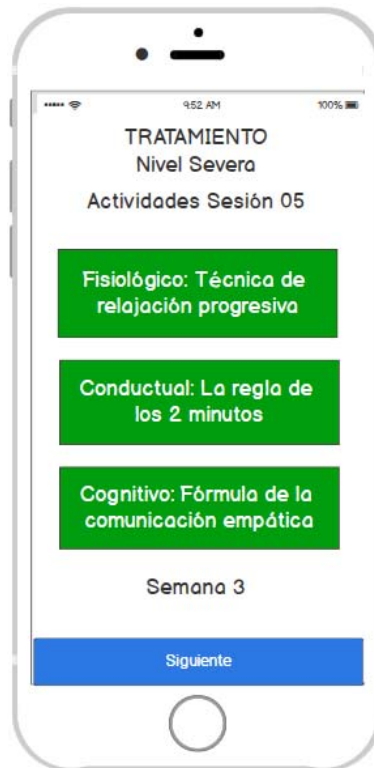 9:52 AM 100%
TRATAMIENTO
Nivel Severa
Actividades Sesión 05
Fisiológico: Técnica de
relajación progresiva
Conductual: La regla de
los 2 minutos
Cognitivo: Fórmula de la
comunicación empática
Semana 3
Siguiente